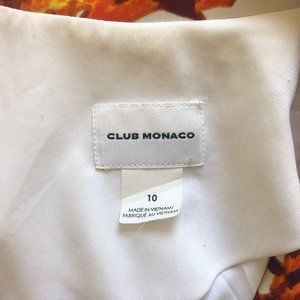 CLUB MONACO
10
MADE IN VIETNAM/
FABRIQUÉ AU VIETNAM